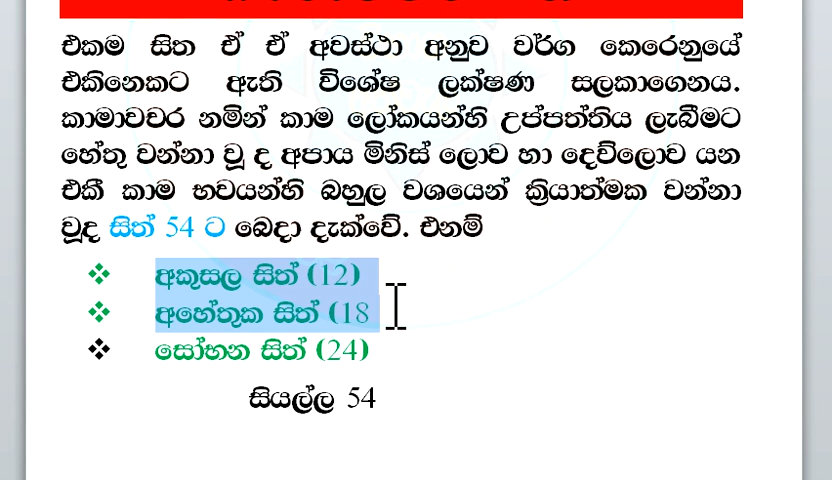 එකම සිත ඒ ඒ අවස්ථා අනුව වර්ග කෙරෙනුයේ
එකිනෙකට ඇති විශේෂ ලක්ෂණ සලකාගෙනය.
කාමාවචර නමින් කාම ලෝකයන්හි උප්පත්තිය ලැබීමට
හේතු වන්නා වූ ද අපාය මිනිස් ලොව හා දෙව්ලොව යන
එකී කාම භවයන්හි බහුල වශයෙන් ක්‍රියාත්මක වන්නා
වූද සිත් 54 ට බෙදා දැක්වේ. එනම්
❖ අකුසල සිත් (12)
❖ අහේතුක සිත් (18
❖ සෝභන සිත් (24)
සියල්ල 54